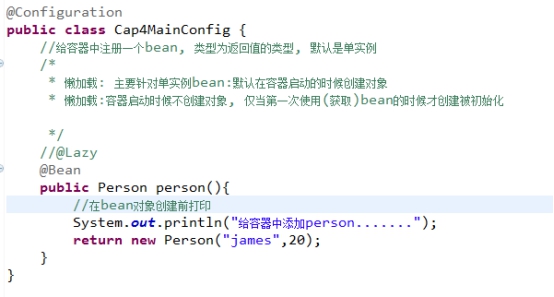 @Configuration
public class Cap4MainConfig {
//给容器中注册一个bean, 类型为返回值的类型, 默认是单实例
/*
* 懒加载: 主要针对单实例bean:默认在容器启动的时候创建对象
* 懒加载:容器启动时候不创建对象, 仅当第一次使用(获取)bean的时候才创建被初始化
*/
//@Lazy
@Bean
public Person person(){
//在bean对象创建前打印
System.out.println("给容器中添加person.......");
return new Person("james",20);
}
}